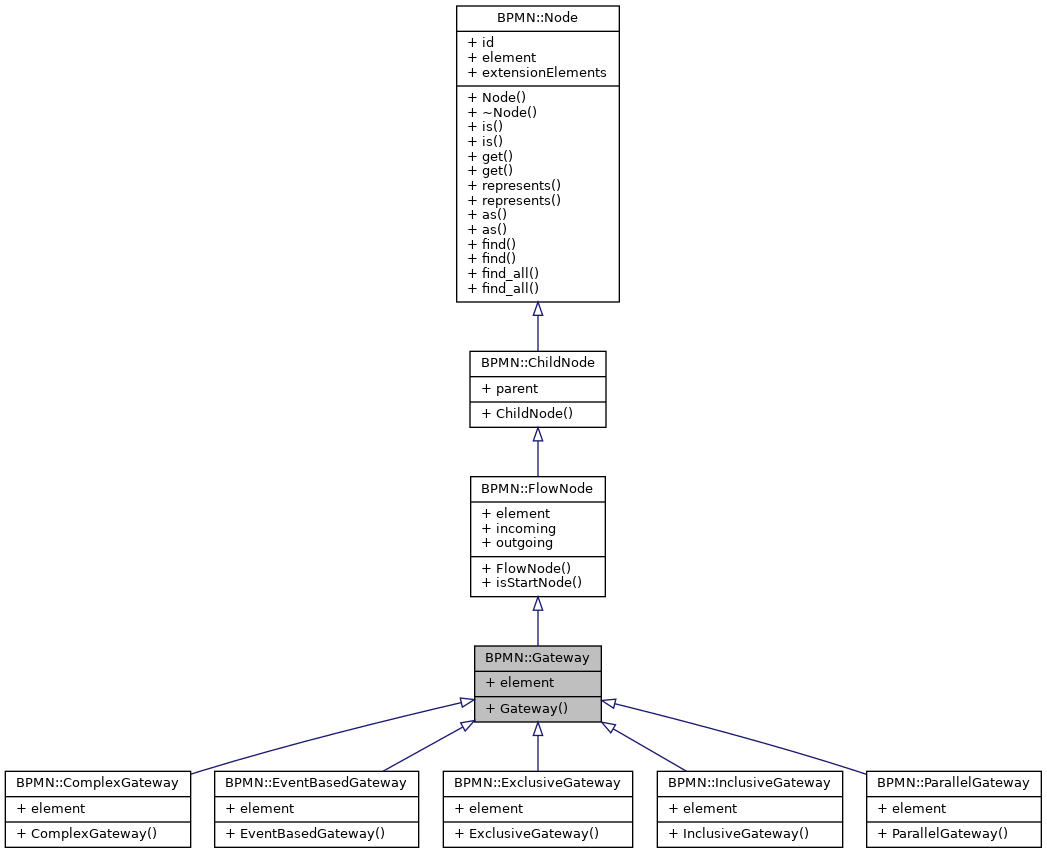 BPMN::Node
+ id
+ element
+ extensionElements
+ Node()
+ ~Node()
+ is()
+ is()
+ get()
+ get()
+ represents()
+ represents()
+ as()
+ as()
+ find()
+ find()
+ find_all()
+ find_all()
BPMN::ChildNode
+ parent
+ ChildNode()
BPMN::FlowNode
+ element
+ incoming
+ outgoing
+ FlowNode()
+ isStartNode()
BPMN::Gateway
+ element
+ Gateway()
BPMN::ComplexGateway
+ element
+ ComplexGateway()
BPMN::EventBasedGateway
+ element
+ EventBasedGateway()
BPMN::ExclusiveGateway
+ element
+ ExclusiveGateway()
BPMN::InclusiveGateway
+ element
+ InclusiveGateway()
BPMN::ParallelGateway
+ element
+ ParallelGateway()